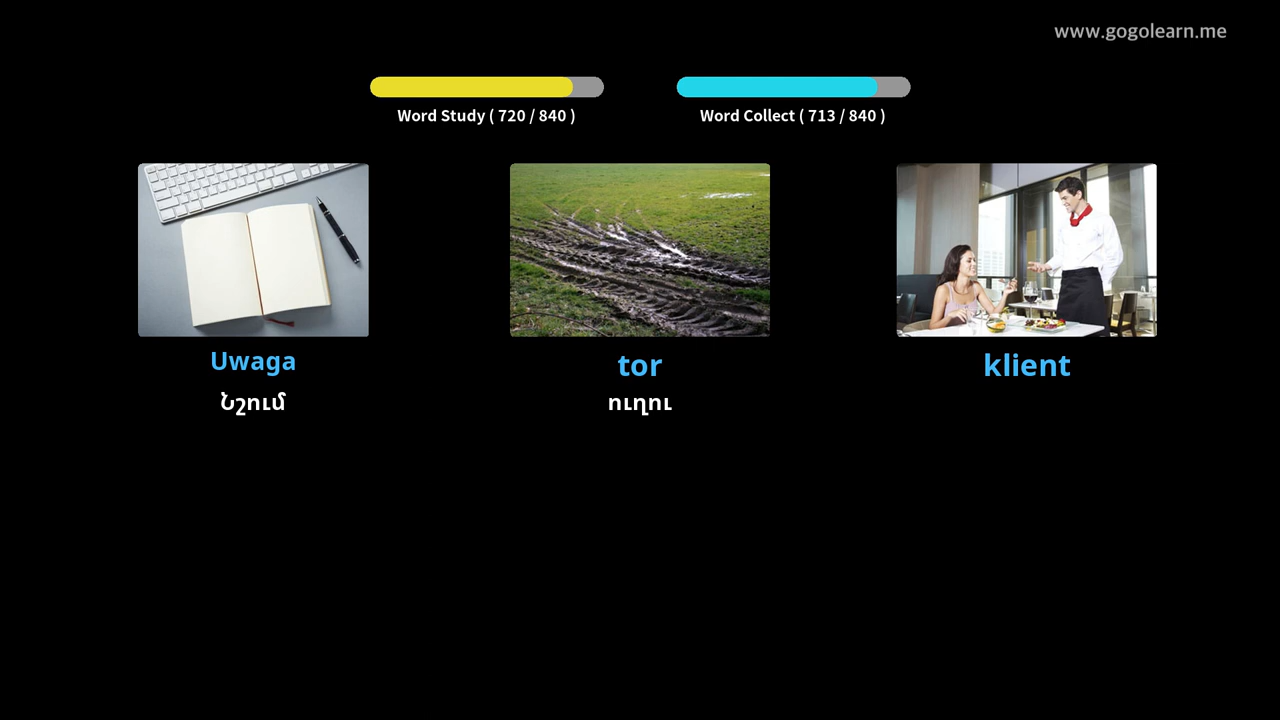 www.gogolearn.me
Word Study ( 720 / 840 )
Word Collect ( 713 / 840 )
Uwaga
tor
klient
Նշում
ուղու